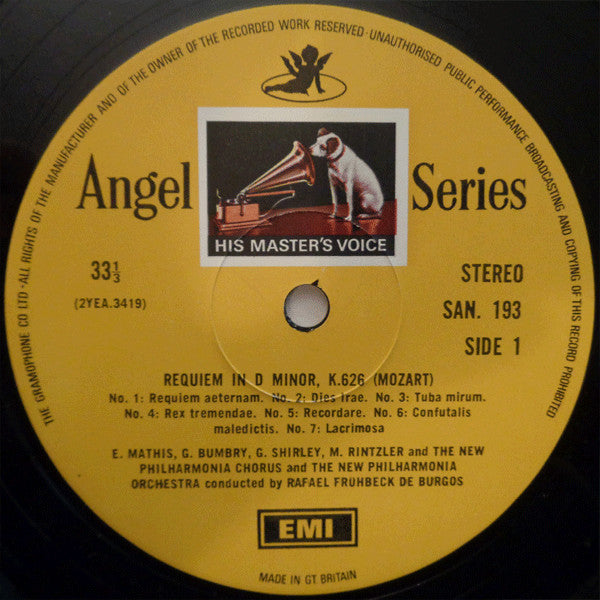 THE GRAMOPHONE CO LTD·ALL RIGHTS OF THE MANUFACTURER AND OF THE OWNER OF THE RECORDED WORK RESERVED·UNAUTHORISED PUBLIC PERFORMANCE BROADCASTING AND COPYING OF THIS RECORD PROHIBITED
Angel Series
HIS MASTER'S VOICE
33⅓ STEREO
(2YEA.3419) SAN. 193
SIDE 1
REQUIEM IN D MINOR, K.626 (MOZART)
No. 1: Requiem aeternam. No. 2: Dies irae. No. 3: Tuba mirum.
No. 4: Rex tremendae. No. 5: Recordare. No. 6: Confutalis
maledictis. No. 7: Lacrimosa
E. MATHIS, G. BUMBRY, G. SHIRLEY, M. RINTZLER and THE NEW
PHILHARMONIA CHORUS and THE NEW PHILHARMONIA
ORCHESTRA conducted by RAFAEL FRUHBECK DE BURGOS
EMI
MADE IN GT BRITAIN